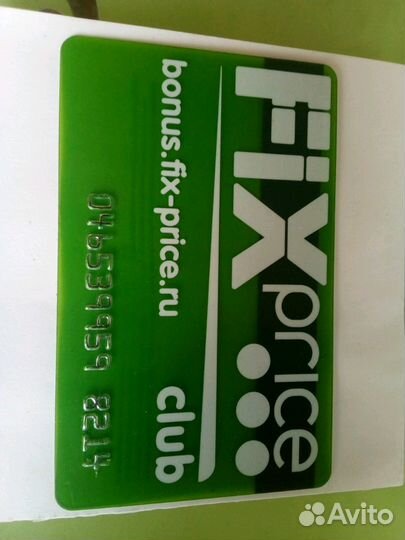 FiX price
bonus.fix-price.ru
club
046539959 8214
Avito